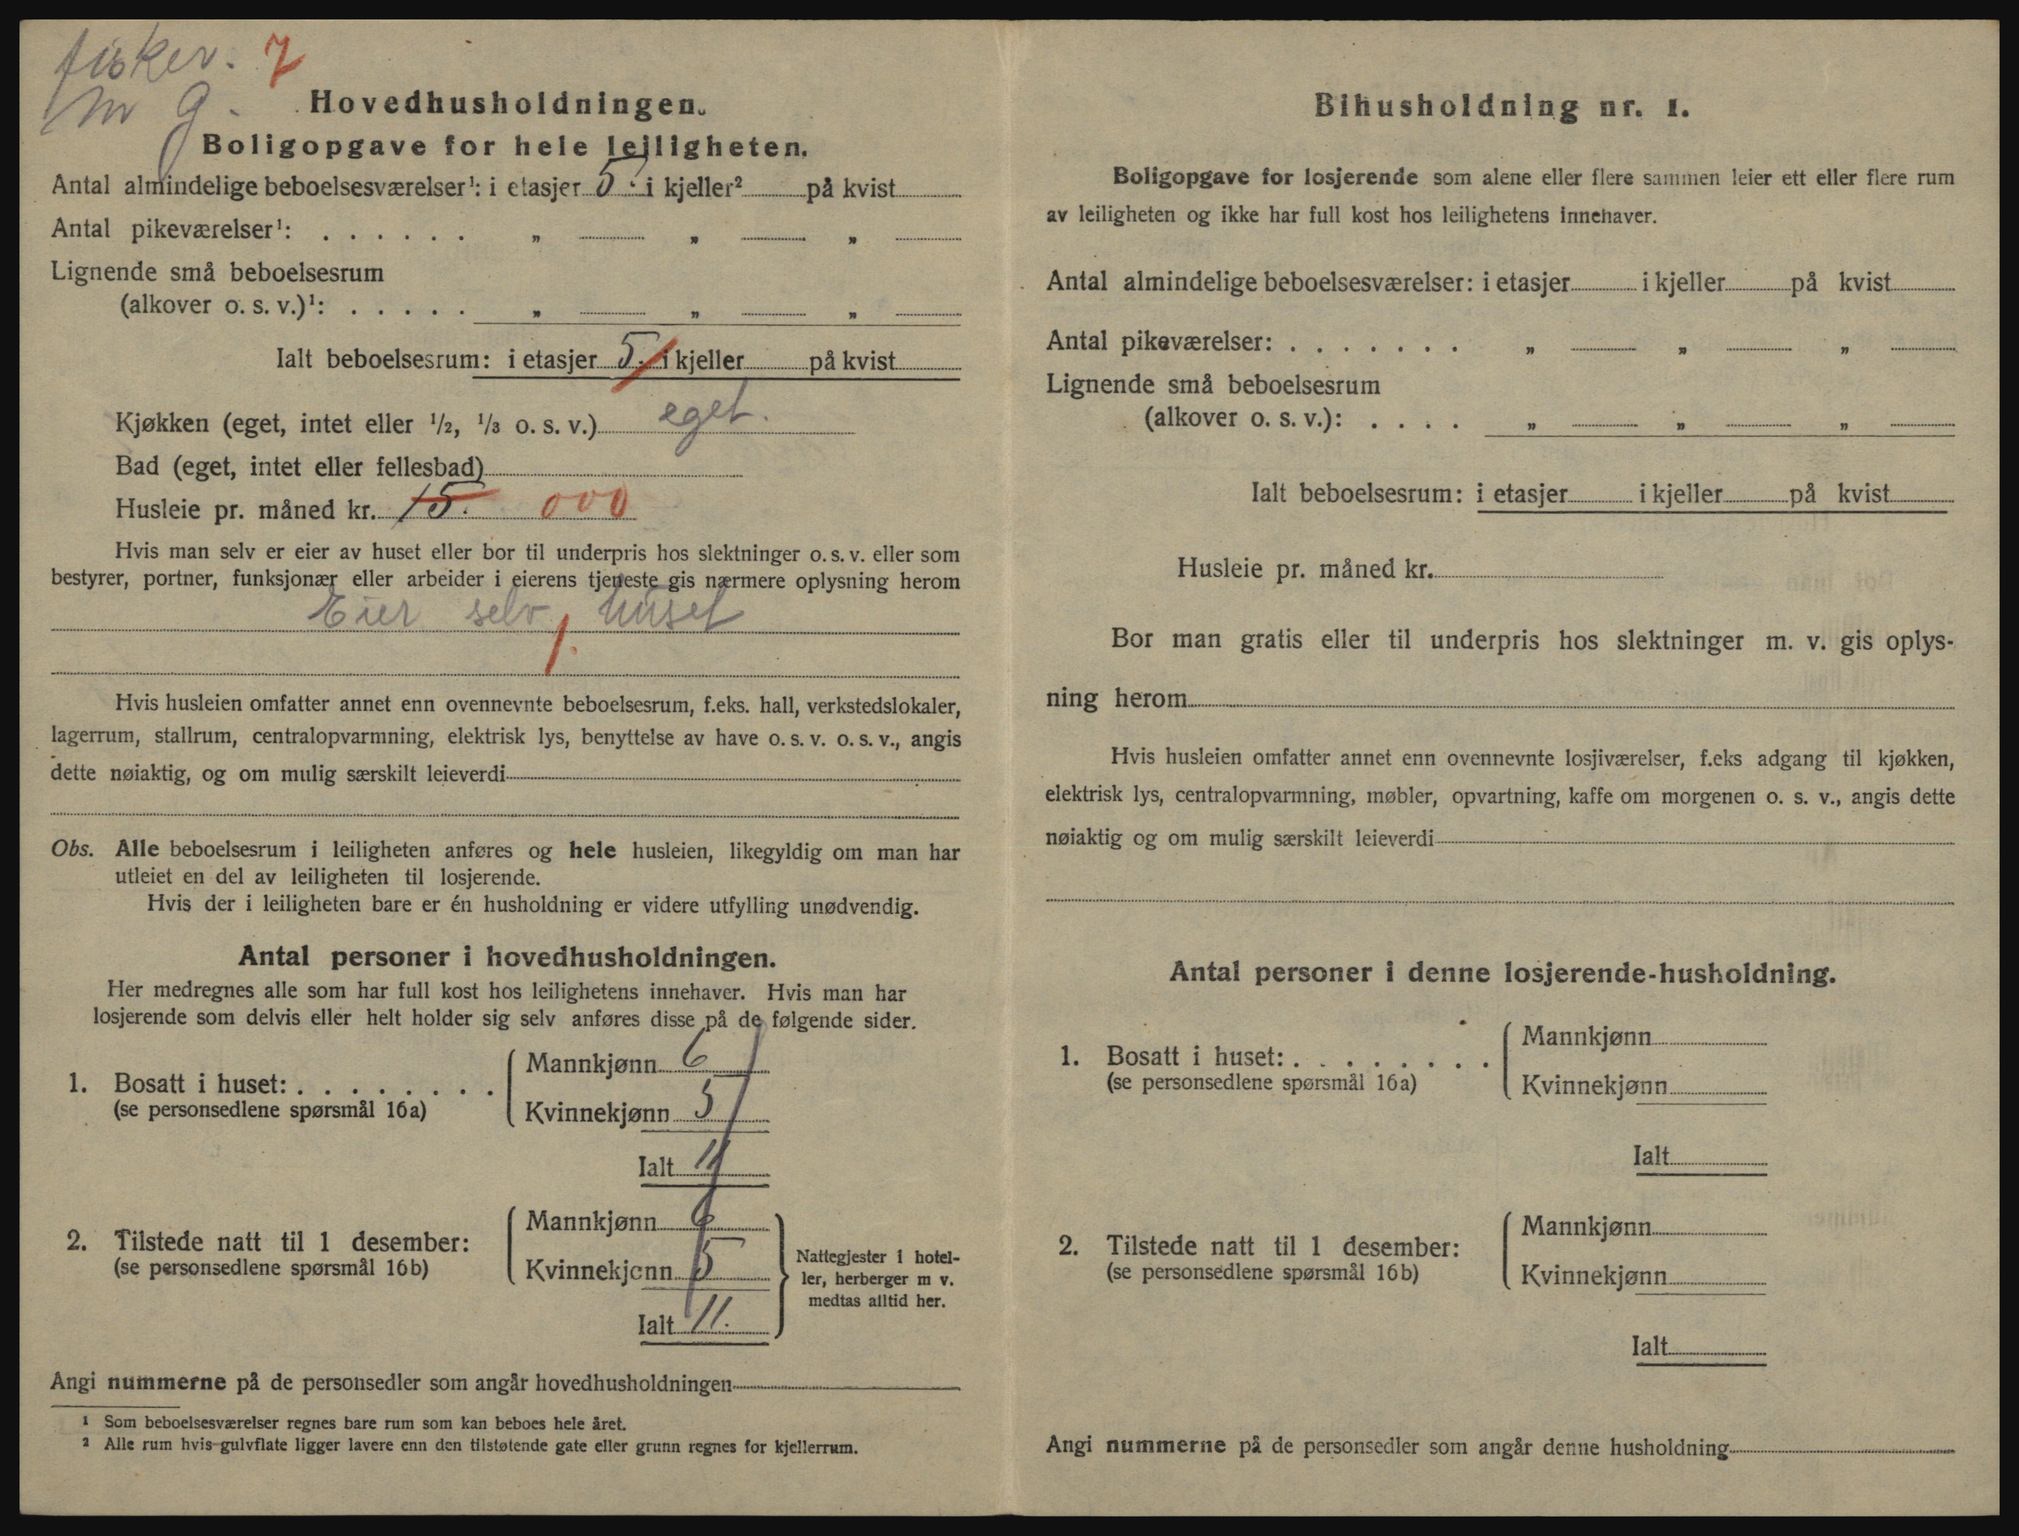 fisker. 7
m g.
Hovedhusholdningen.
Boligopgave for hele leiligheten.
Antal almindelige beboelsesværelser¹: i etasjer 5. i kjeller² på kvist
Antal pikeværelser¹: . . . . . . „ „ „
Lignende små beboelsesrum
(alkover o. s. v.)¹: . . . . . „ „ „
Ialt beboelsesrum: i etasjer 5. i kjeller på kvist
Kjøkken (eget, intet eller 1/2, 1/3 o. s. v.) eget.
Bad (eget, intet eller fellesbad)
Husleie pr. måned kr. 15. 000
Hvis man selv er eier av huset eller bor til underpris hos slektninger o. s. v. eller som
bestyrer, portner, funksjonær eller arbeider i eierens tjeneste gis nærmere oplysning herom
Eier selv huset
1.
Hvis husleien omfatter annet enn ovennevnte beboelsesrum, f.eks. hall, verkstedslokaler,
lagerrum, stallrum, centralopvarmning, elektrisk lys, benyttelse av have o. s. v. o. s. v., angis
dette nøiaktig, og om mulig særskilt leieverdi
Obs. Alle beboelsesrum i leiligheten anføres og hele husleien, likegyldig om man har
utleiet en del av leiligheten til losjerende.
Hvis der i leiligheten bare er én husholdning er videre utfylling unødvendig.
Antal personer i hovedhusholdningen.
Her medregnes alle som har full kost hos leilighetens innehaver. Hvis man har
losjerende som delvis eller helt holder sig selv anføres disse på de følgende sider.
Mannkjønn 6
1. Bosatt i huset: . . . . . . . .
(se personsedlene spørsmål 16a)
Kvinnekjønn 5
Ialt 11
Mannkjønn 6
2. Tilstede natt til 1 desember:
(se personsedlene spørsmål 16b)
Kvinnekjønn 5
Ialt 11.
Nattegjester i hotel-
ler, herberger m v.
medtas alltid her.
Angi nummerne på de personsedler som angår hovedhusholdningen
¹ Som beboelsesværelser regnes bare rum som kan beboes hele året.
² Alle rum hvis gulvflate ligger lavere enn den tilstøtende gate eller grunn regnes for kjellerrum.
Bihusholdning nr. 1.
Boligopgave for losjerende som alene eller flere sammen leier ett eller flere rum
av leiligheten og ikke har full kost hos leilighetens innehaver.
Antal almindelige beboelsesværelser: i etasjer i kjeller på kvist
Antal pikeværelser: . . . . . . . „ „ „
Lignende små beboelsesrum
(alkover o. s. v.): . . . . „ „ „
Ialt beboelsesrum: i etasjer i kjeller på kvist
Husleie pr. måned kr.
Bor man gratis eller til underpris hos slektninger m. v. gis oplys-
ning herom
Hvis husleien omfatter annet enn ovennevnte losjiværelser, f.eks adgang til kjøkken,
elektrisk lys, centralopvarmning, møbler, opvartning, kaffe om morgenen o. s. v., angis dette
nøiaktig og om mulig særskilt leieverdi
Antal personer i denne losjerende-husholdning.
Mannkjønn
1. Bosatt i huset: . . . . . . . .
(se personsedlene spørsmål 16a)
Kvinnekjønn
Ialt
Mannkjønn
2. Tilstede natt til 1 desember:
(se personsedlene spørsmål 16b)
Kvinnekjønn
Ialt
Angi nummerne på de personsedler som angår denne husholdning